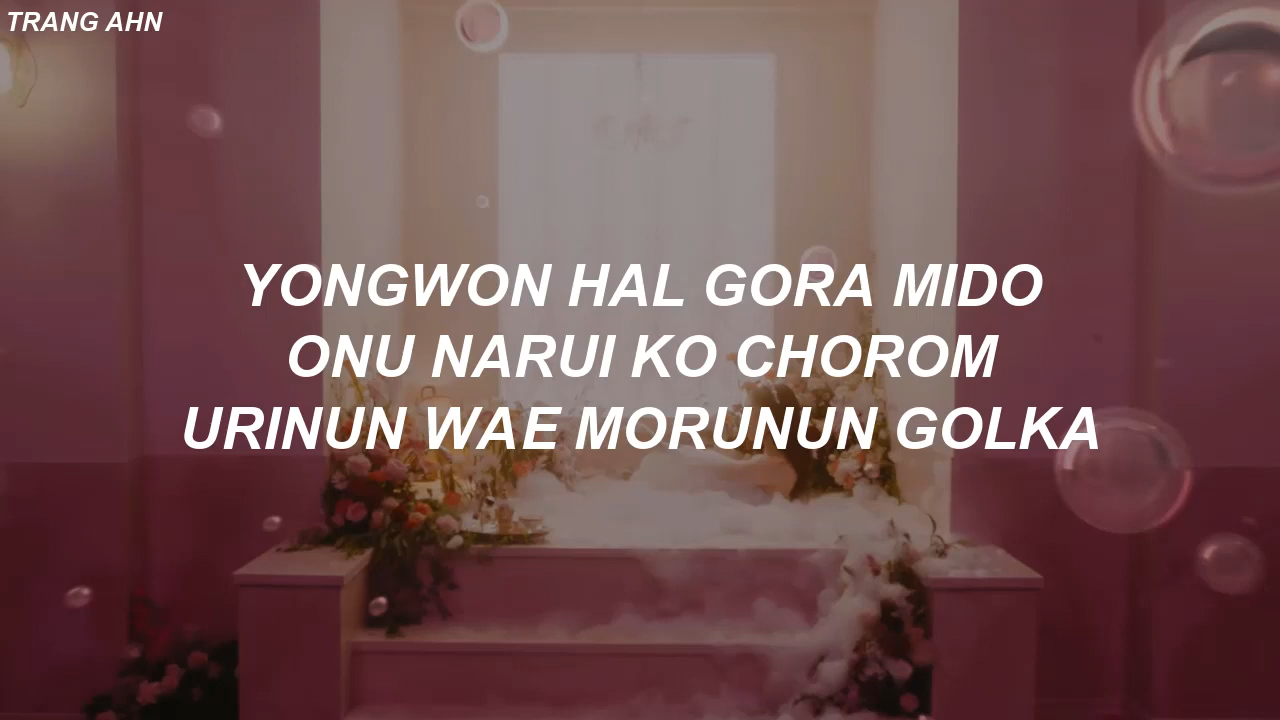 TRANG AHN
YONGWON HAL GORA MIDO
ONU NARUI KO CHOROM
URINUN WAE MORUNUN GOLKA